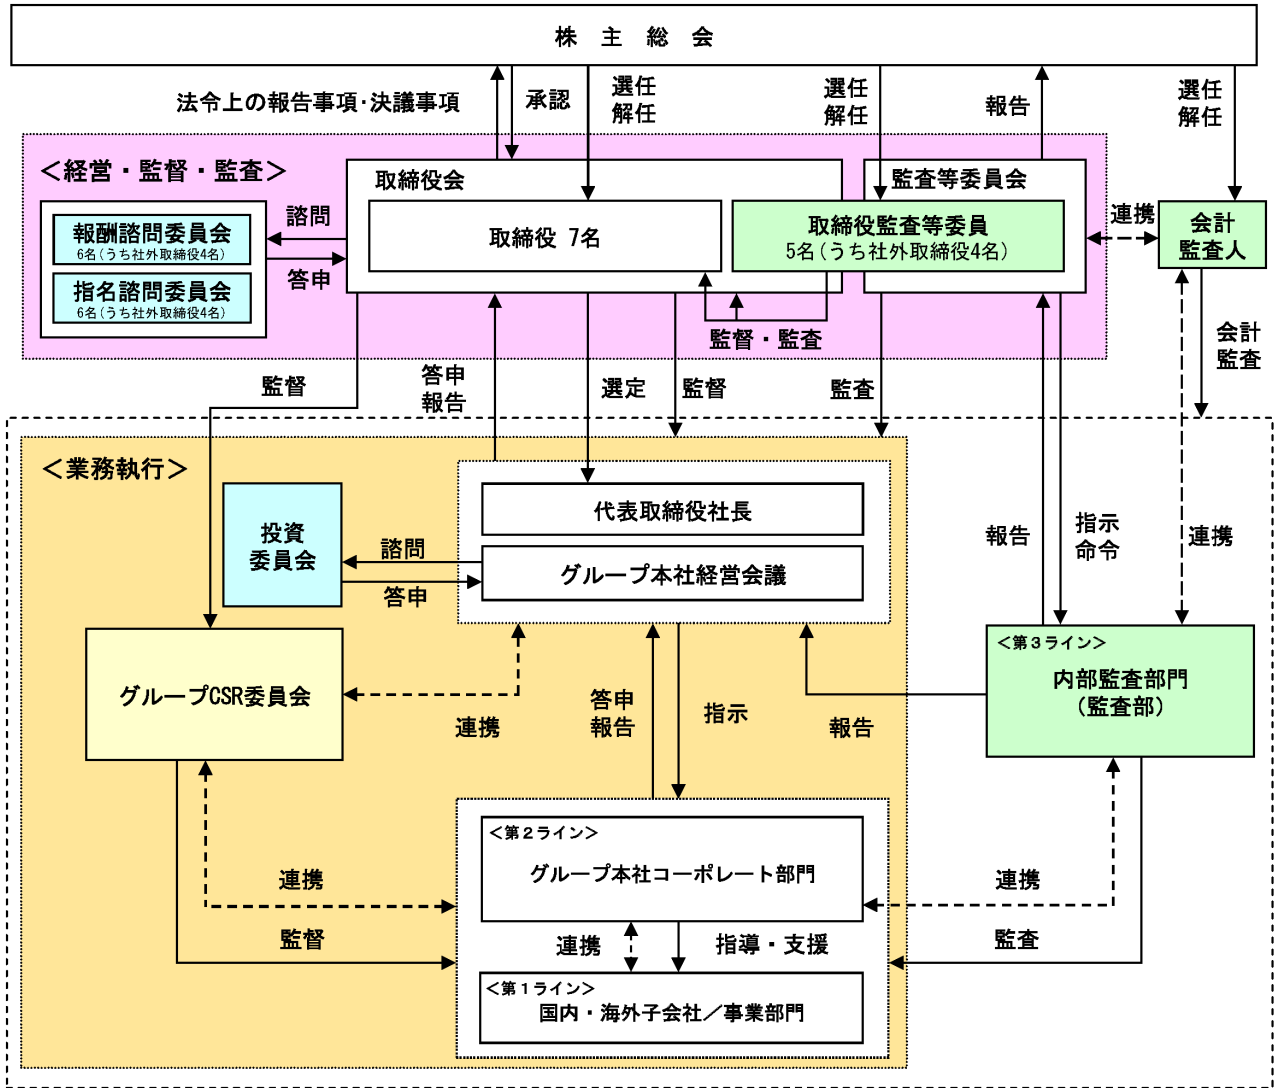 株 主 総 会
法令上の報告事項・決議事項
承認
選任
解任
選任
解任
報告
選任
解任
＜経営・監督・監査＞
取締役会
監査等委員会
報酬諮問委員会
6名(うち社外取締役4名)
指名諮問委員会
6名(うち社外取締役4名)
諮問
答申
取締役 7名
取締役監査等委員
5名(うち社外取締役4名)
連携
会計
監査人
監督・監査
会計
監査
監督
答申
報告
選定
監督
監査
＜業務執行＞
代表取締役社長
投資
委員会
諮問
答申
グループ本社経営会議
報告
指示
命令
連携
グループCSR委員会
連携
答申
報告
指示
報告
＜第３ライン＞
内部監査部門
(監査部)
＜第２ライン＞
グループ本社コーポレート部門
連携
監督
連携
監査
連携
指導・支援
＜第１ライン＞
国内・海外子会社／事業部門